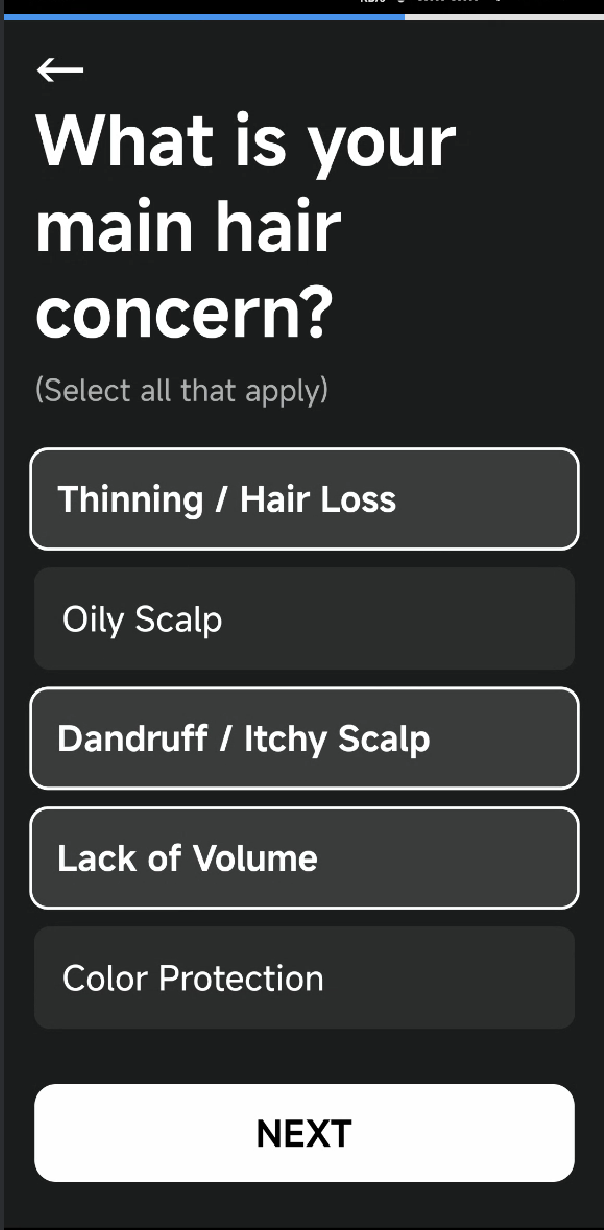 What is your
main hair
concern?
(Select all that apply)
Thinning / Hair Loss
Oily Scalp
Dandruff / Itchy Scalp
Lack of Volume
Color Protection
NEXT